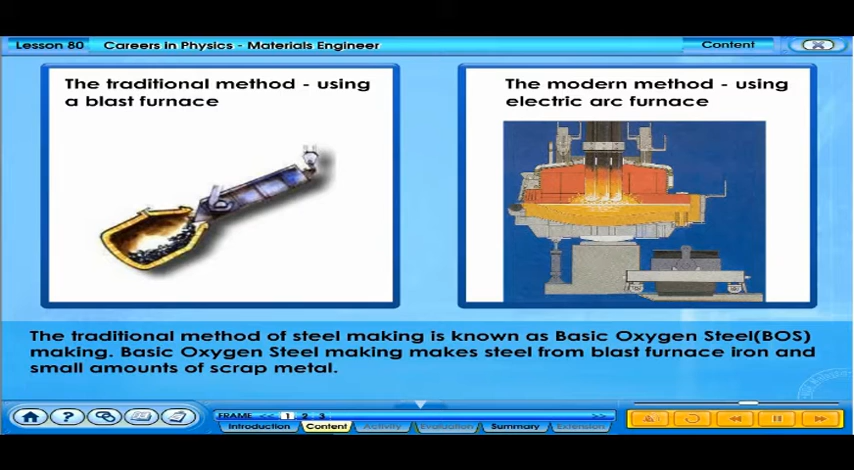 Lesson 80 Careers in Physics - Materials Engineer Content
The traditional method - using
a blast furnace
The modern method - using
electric arc furnace
The traditional method of steel making is known as Basic Oxygen Steel(BOS)
making. Basic Oxygen Steel making makes steel from blast furnace iron and
small amounts of scrap metal.
FRAME << 1 2 3 >>
Introduction Content Activity Evaluation Summary Extension